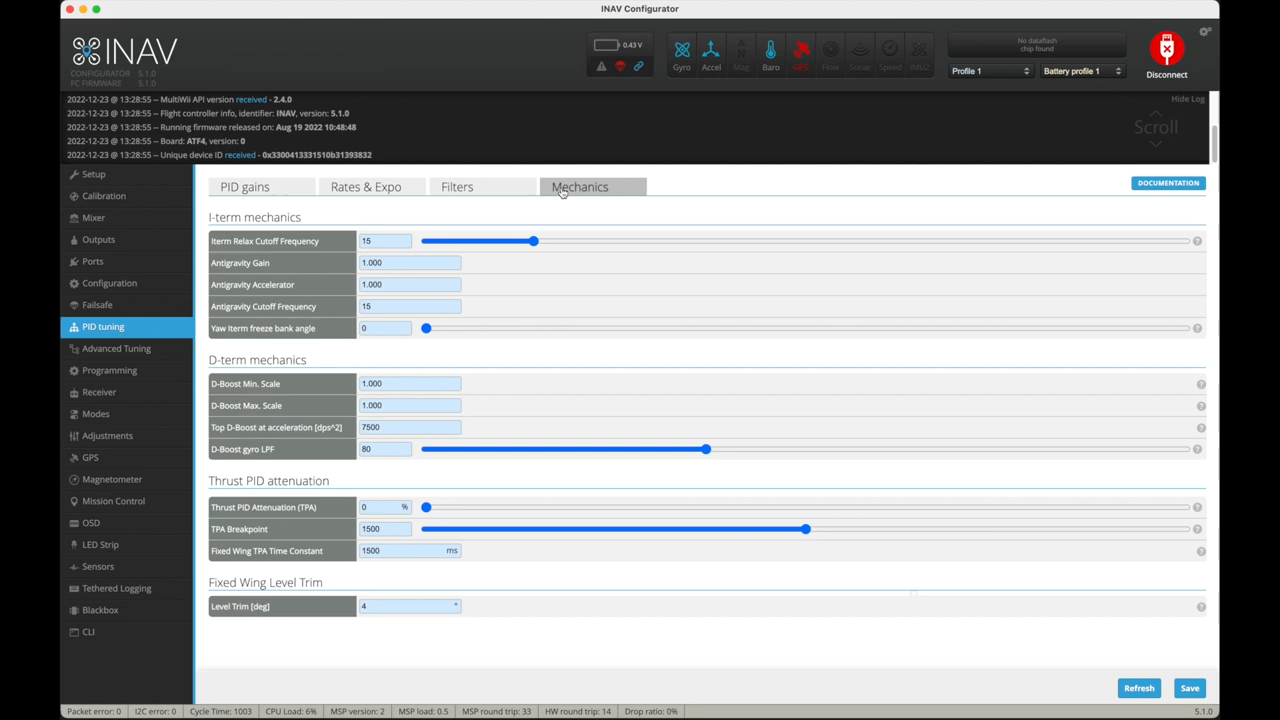 INAV Configurator
INAV
CONFIGURATOR 5.1.0
FC FIRMWARE 5.1.0
0.43 V
Gyro Accel Mag Baro GPS Flow Sonar Speed IMU2
No dataflash
chip found
Profile 1
Battery profile 1
Disconnect
2022-12-23 @ 13:28:55 -- MultiWii API version received - 2.4.0
2022-12-23 @ 13:28:55 -- Flight controller info, identifier: INAV, version: 5.1.0
2022-12-23 @ 13:28:55 -- Running firmware released on: Aug 19 2022 10:48:48
2022-12-23 @ 13:28:55 -- Board: ATF4, version: 0
2022-12-23 @ 13:28:55 -- Unique device ID received - 0x3300413331510b31393832
Hide Log
Scroll
Setup
Calibration
Mixer
Outputs
Ports
Configuration
Failsafe
PID tuning
Advanced Tuning
Programming
Receiver
Modes
Adjustments
GPS
Magnetometer
Mission Control
OSD
LED Strip
Sensors
Tethered Logging
Blackbox
CLI
PID gains Rates & Expo Filters Mechanics
DOCUMENTATION
I-term mechanics
Iterm Relax Cutoff Frequency 15 ?
Antigravity Gain 1.000
Antigravity Accelerator 1.000
Antigravity Cutoff Frequency 15
Yaw Iterm freeze bank angle 0 ?
D-term mechanics
D-Boost Min. Scale 1.000 ?
D-Boost Max. Scale 1.000 ?
Top D-Boost at acceleration [dps^2] 7500 ?
D-Boost gyro LPF 80 ?
Thrust PID attenuation
Thrust PID Attenuation (TPA) 0 % ?
TPA Breakpoint 1500 ?
Fixed Wing TPA Time Constant 1500 ms ?
Fixed Wing Level Trim
Level Trim [deg] 4 ° ?
Refresh Save
Packet error: 0 I2C error: 0 Cycle Time: 1003 CPU Load: 6% MSP version: 2 MSP load: 0.5 MSP round trip: 33 HW round trip: 14 Drop ratio: 0% 5.1.0